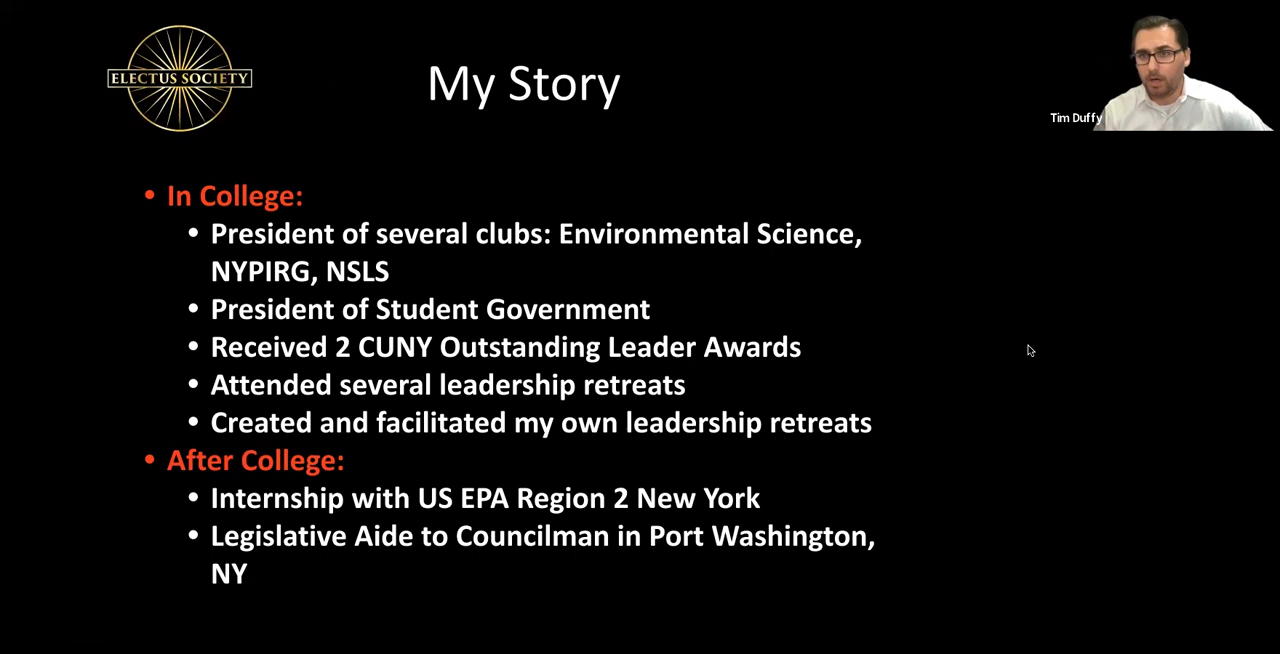 ELECTUS SOCIETY
My Story
Tim Duffy
• In College:
• President of several clubs: Environmental Science,
NYPIRG, NSLS
• President of Student Government
• Received 2 CUNY Outstanding Leader Awards
• Attended several leadership retreats
• Created and facilitated my own leadership retreats
• After College:
• Internship with US EPA Region 2 New York
• Legislative Aide to Councilman in Port Washington,
NY